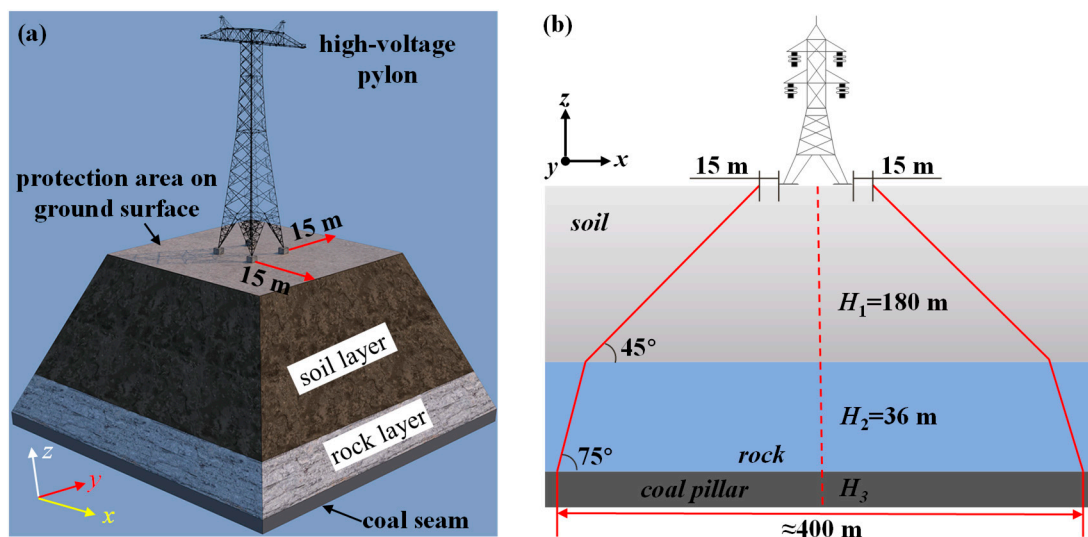 (a)
high-voltage
pylon
protection area on
ground surface
15 m
15 m
soil layer
rock layer
z
y
x
coal seam
(b)
z
y
x
15 m
15 m
soil
H₁=180 m
45°
H₂=36 m
75°
rock
coal pillar
H₃
≈400 m